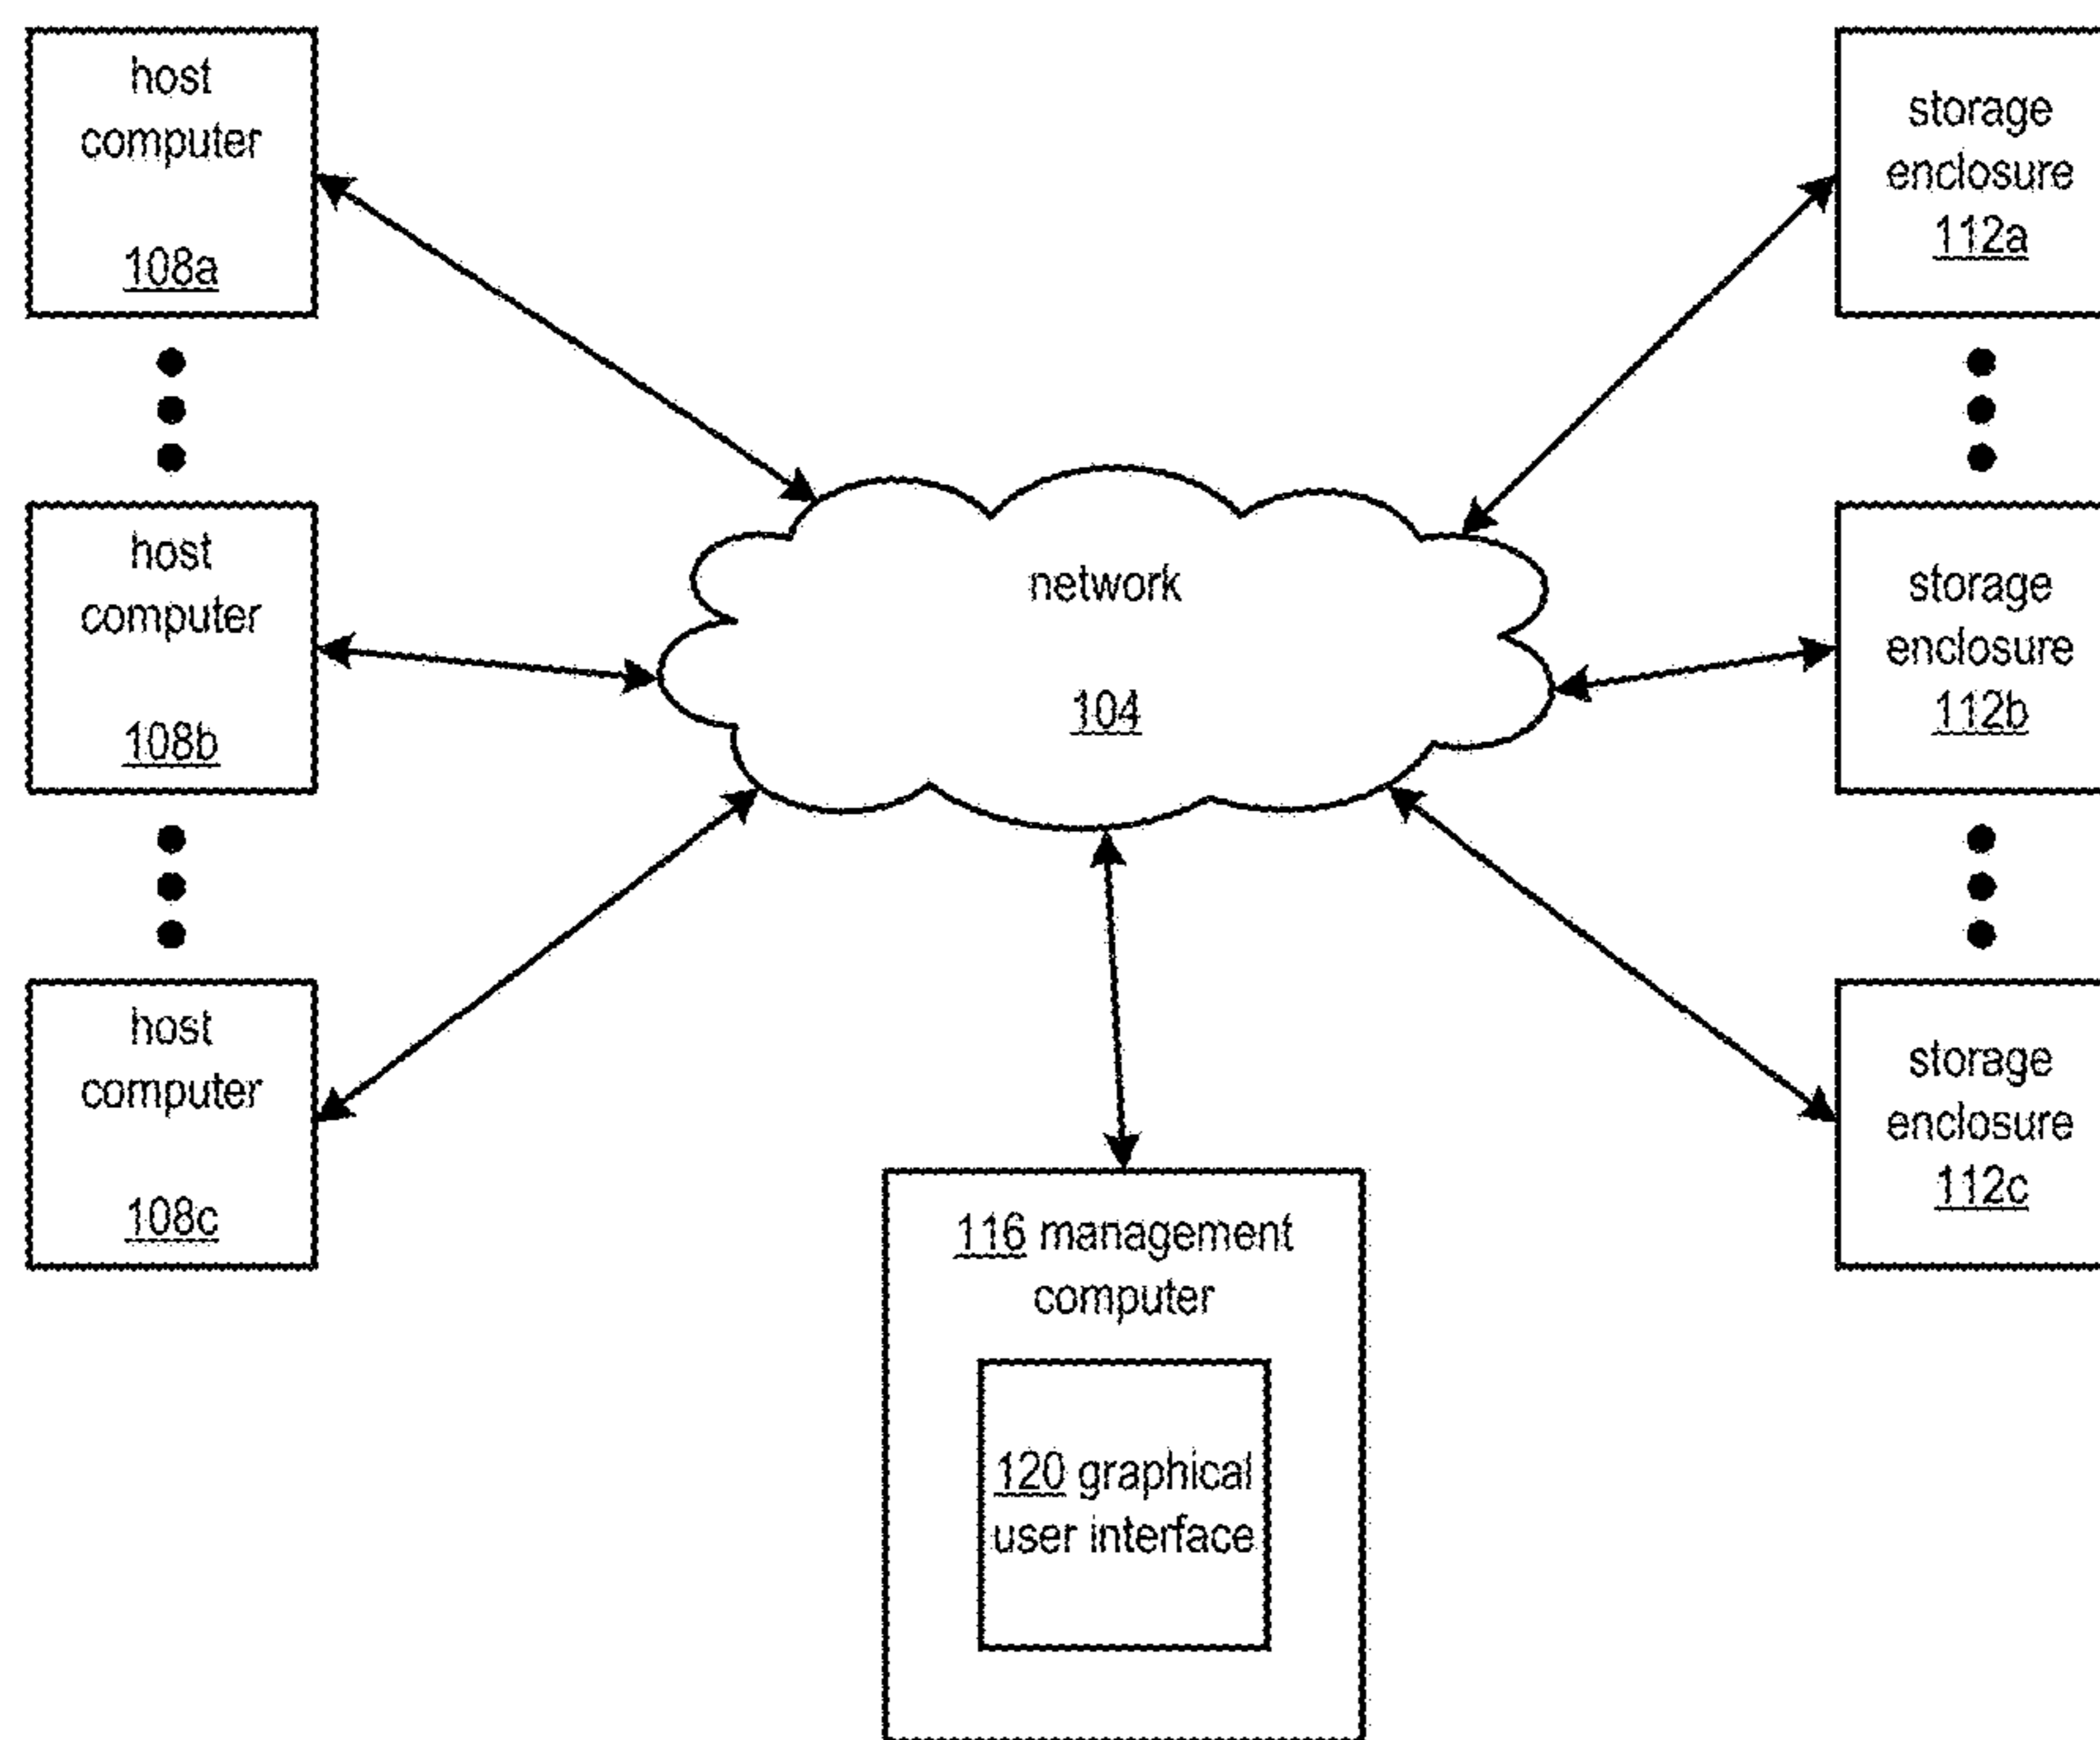 host
computer
108a
host
computer
108b
host
computer
108c
network
104
116 management
computer
120 graphical
user interface
storage
enclosure
112a
storage
enclosure
112b
storage
enclosure
112c